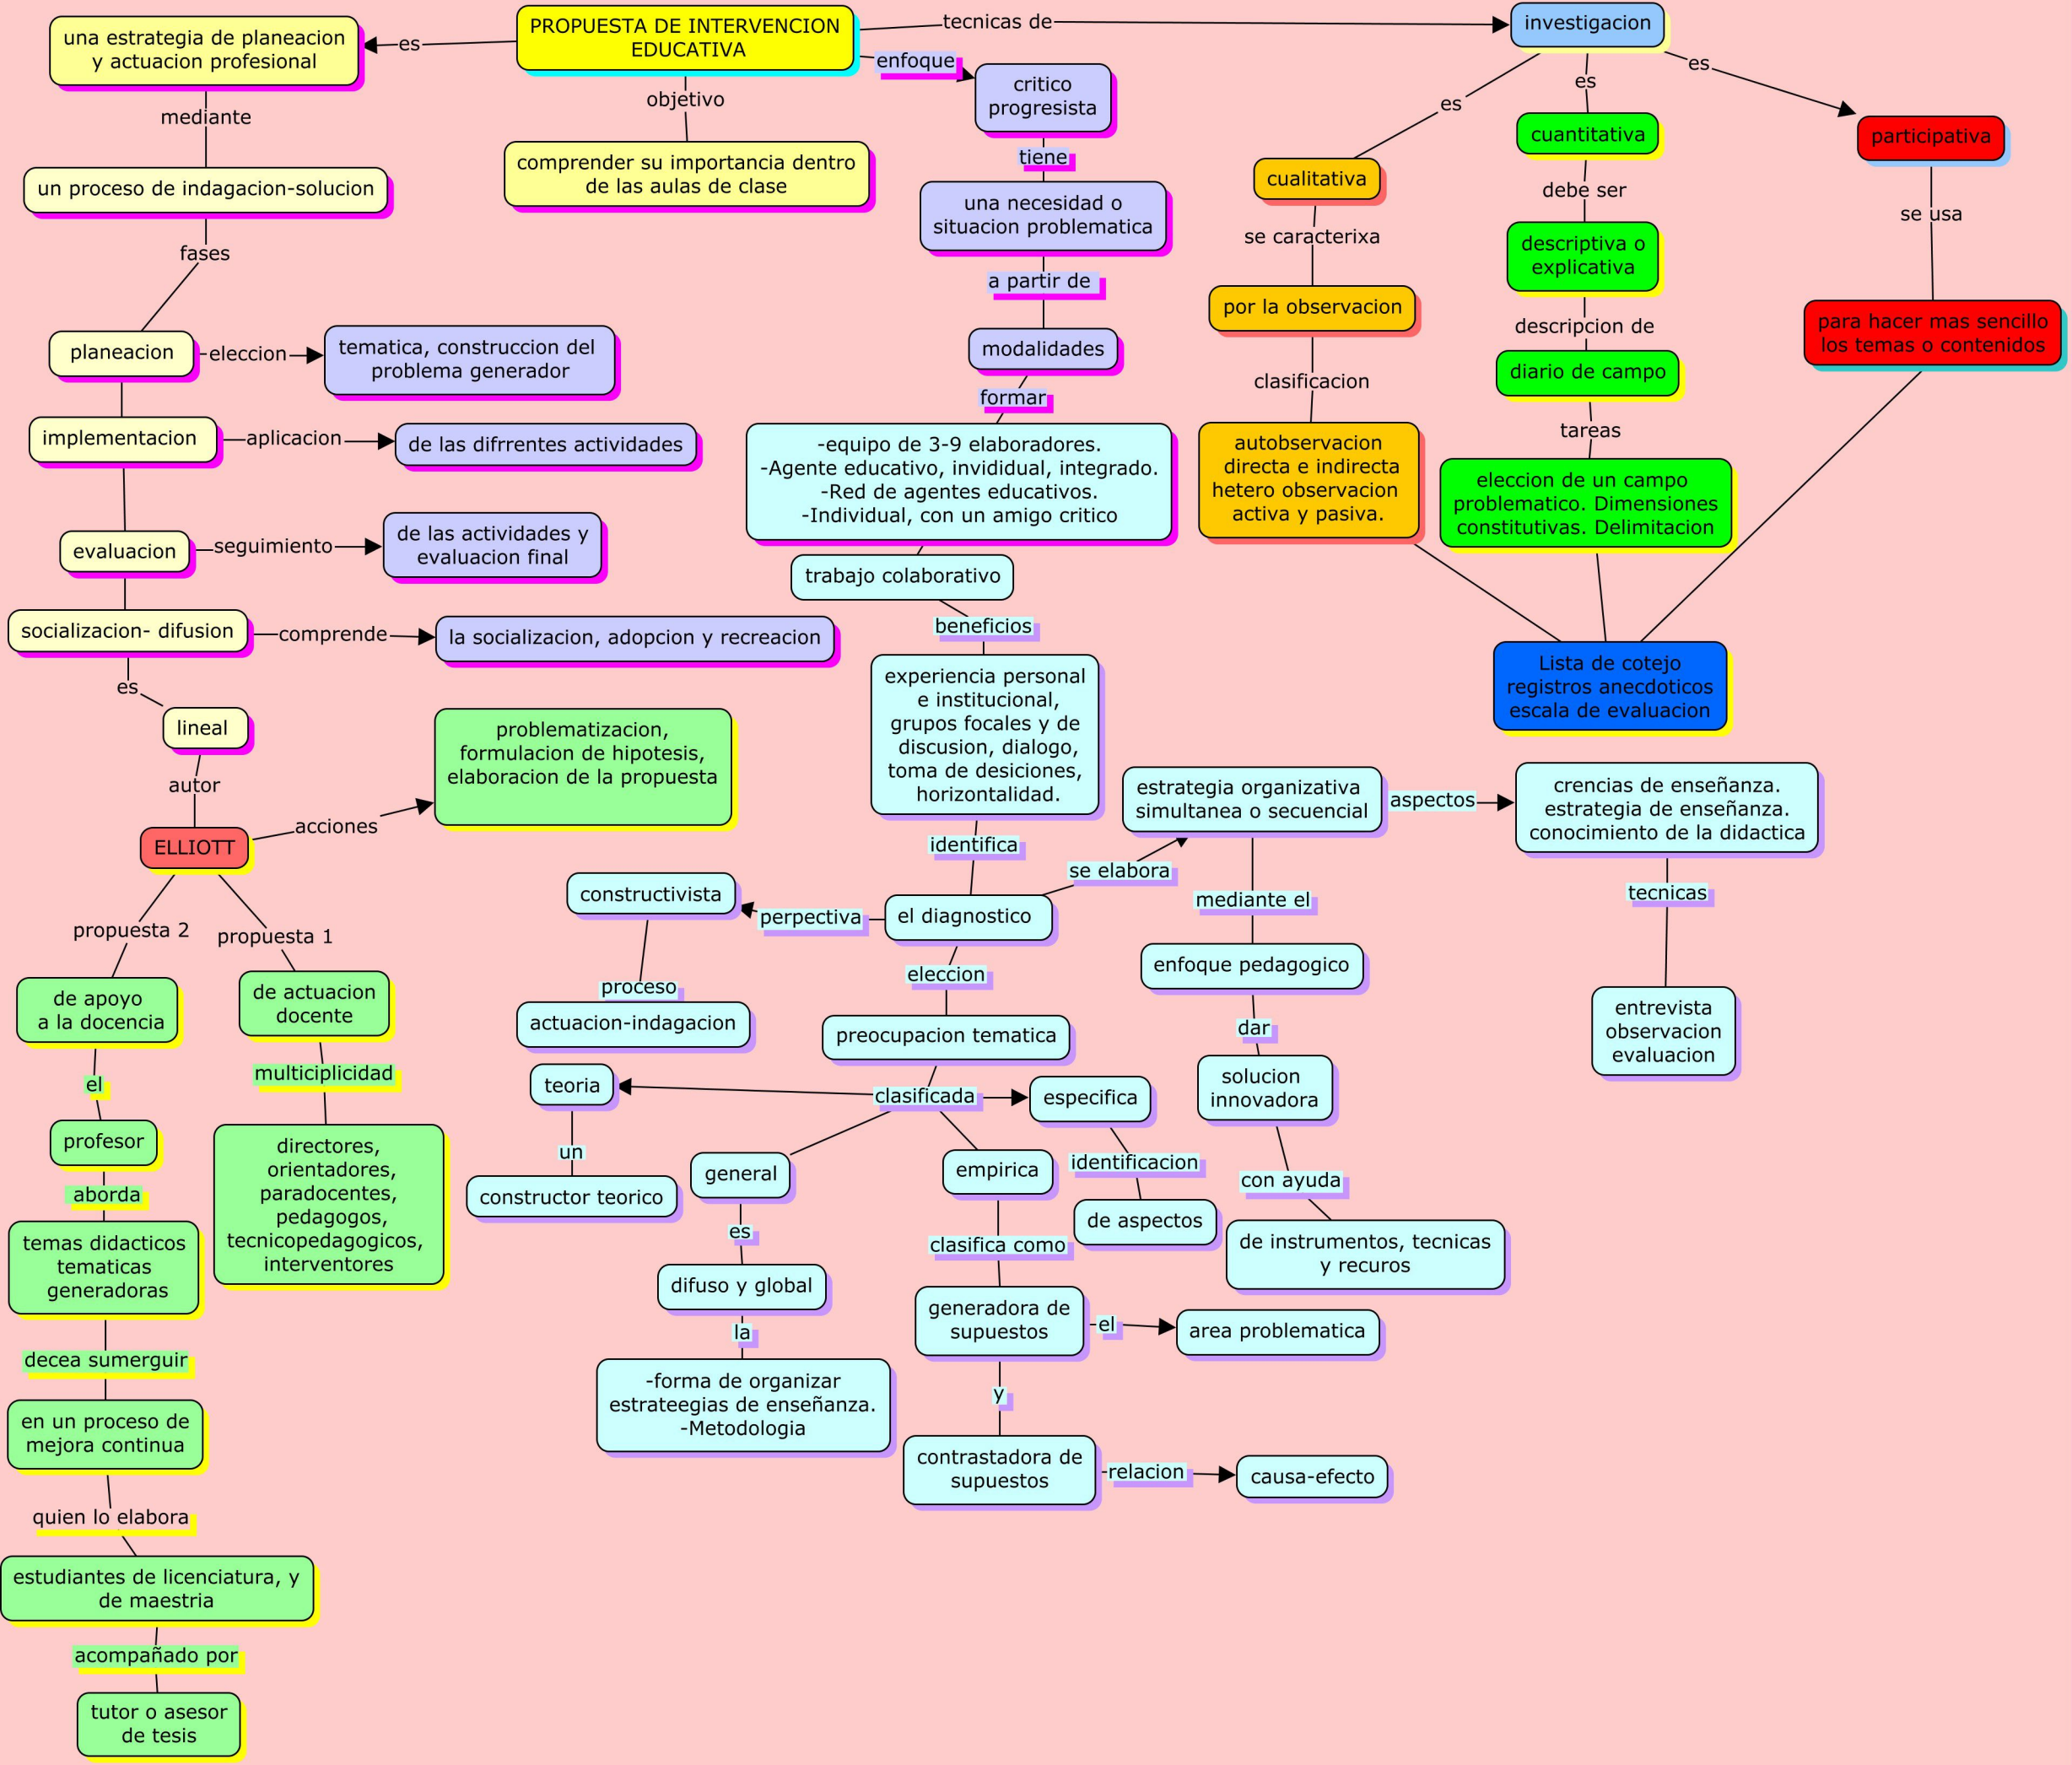 PROPUESTA DE INTERVENCION
EDUCATIVA
es
una estrategia de planeacion
y actuacion profesional
mediante
un proceso de indagacion-solucion
fases
planeacion
eleccion
tematica, construccion del
problema generador
implementacion
aplicacion
de las difrrentes actividades
evaluacion
seguimiento
de las actividades y
evaluacion final
socializacion- difusion
comprende
la socializacion, adopcion y recreacion
es
lineal
autor
ELLIOTT
acciones
problematizacion,
formulacion de hipotesis,
elaboracion de la propuesta
propuesta 2
de apoyo
a la docencia
el
profesor
aborda
temas didacticos
tematicas
generadoras
decea sumerguir
en un proceso de
mejora continua
quien lo elabora
estudiantes de licenciatura, y
de maestria
acompañado por
tutor o asesor
de tesis
propuesta 1
de actuacion
docente
multiciplicidad
directores,
orientadores,
paradocentes,
pedagogos,
tecnicopedagogicos,
interventores
objetivo
comprender su importancia dentro
de las aulas de clase
enfoque
critico
progresista
tiene
una necesidad o
situacion problematica
a partir de
modalidades
formar
-equipo de 3-9 elaboradores.
-Agente educativo, invididual, integrado.
-Red de agentes educativos.
-Individual, con un amigo critico
trabajo colaborativo
beneficios
experiencia personal
e institucional,
grupos focales y de
discusion, dialogo,
toma de desiciones,
horizontalidad.
identifica
el diagnostico
perpectiva
constructivista
proceso
actuacion-indagacion
eleccion
preocupacion tematica
clasificada
teoria
un
constructor teorico
general
es
difuso y global
la
-forma de organizar
estrateegias de enseñanza.
-Metodologia
empirica
clasifica como
generadora de
supuestos
el
area problematica
y
contrastadora de
supuestos
relacion
causa-efecto
especifica
identificacion
de aspectos
se elabora
estrategia organizativa
simultanea o secuencial
mediante el
enfoque pedagogico
dar
solucion
innovadora
con ayuda
de instrumentos, tecnicas
y recuros
aspectos
crencias de enseñanza.
estrategia de enseñanza.
conocimiento de la didactica
tecnicas
entrevista
observacion
evaluacion
tecnicas de
investigacion
es
cualitativa
se caracterixa
por la observacion
clasificacion
autobservacion
directa e indirecta
hetero observacion
activa y pasiva.
es
cuantitativa
debe ser
descriptiva o
explicativa
descripcion de
diario de campo
tareas
eleccion de un campo
problematico. Dimensiones
constitutivas. Delimitacion
es
participativa
se usa
para hacer mas sencillo
los temas o contenidos
Lista de cotejo
registros anecdoticos
escala de evaluacion